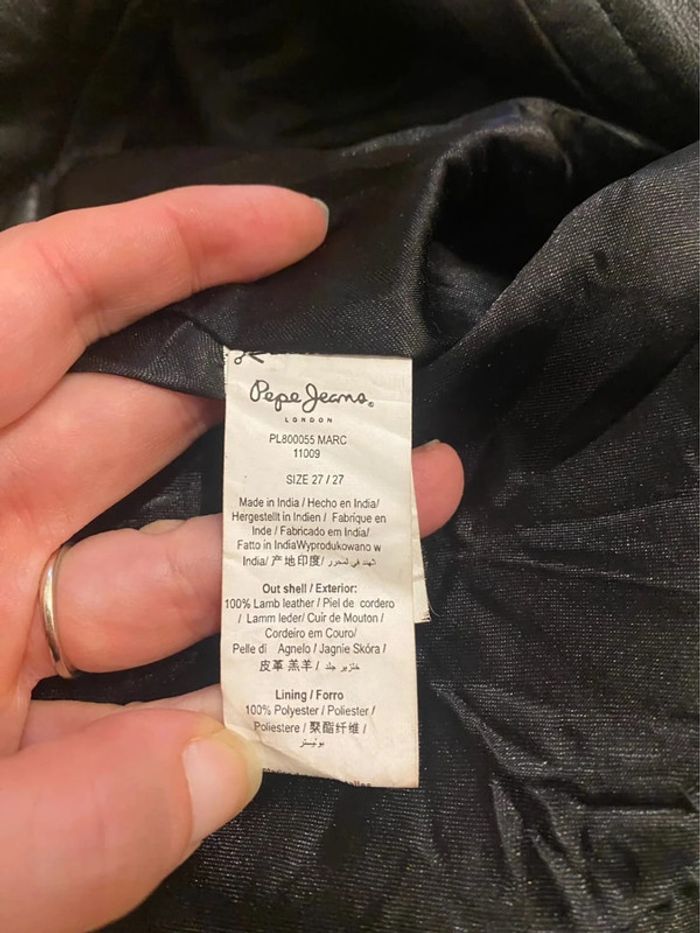 Pepe Jeans
LONDON
PL800055 MARC
11009
SIZE 27 / 27
Made in India / Hecho en India/
Hergestellt in Indien / Fabrique en
Inde / Fabricado em India/
Fatto in IndiaWyprodukowano w
India/ 产地印度/
Out shell / Exterior:
100% Lamb leather / Piel de cordero
/ Lamm leder/ Cuir de Mouton /
Cordeiro em Couro/
Pelle di Agnelo / Jagnie Skóra /
皮革 羔羊 / خنزير جلد
Lining / Forro
100% Polyester / Poliester /
Poliestere / 聚酯纤维 /
بوليستر